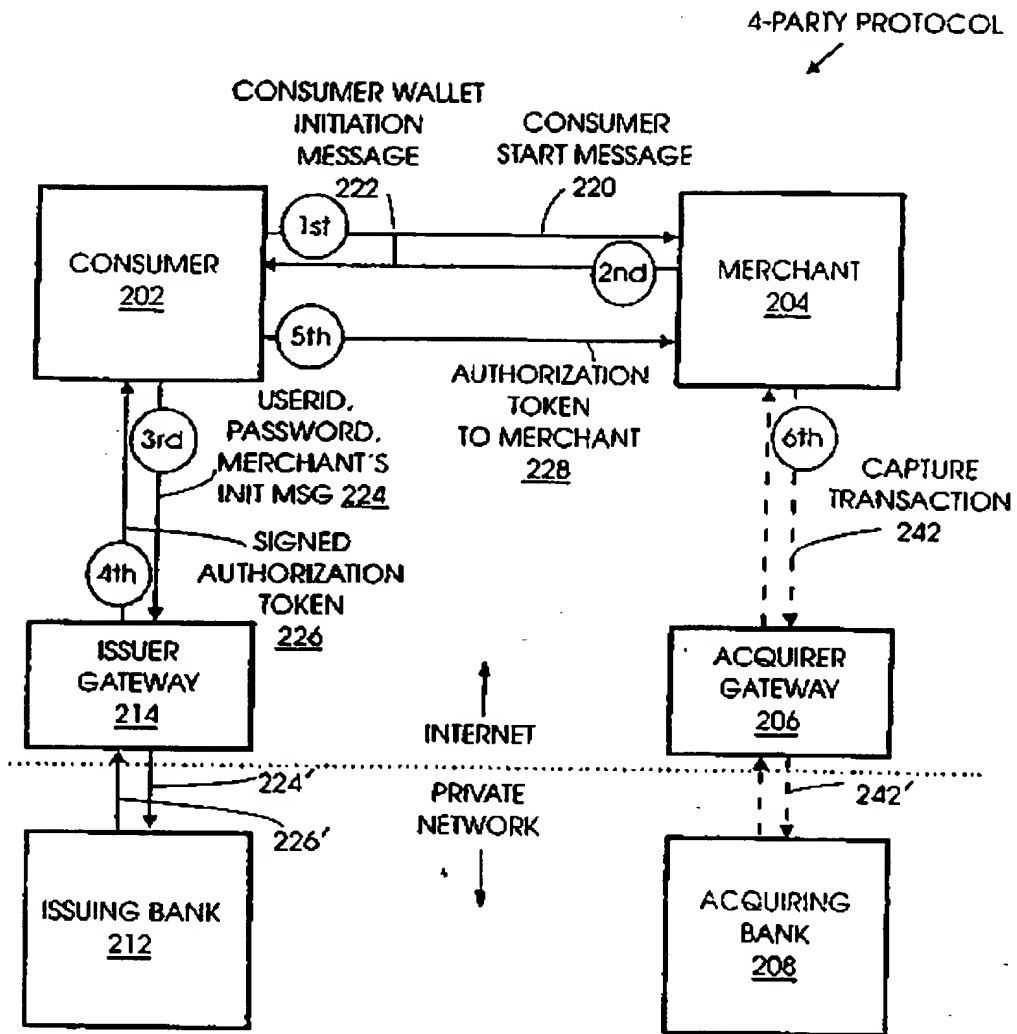 4-PARTY PROTOCOL
CONSUMER WALLET
INITIATION
MESSAGE
222
CONSUMER
START MESSAGE
220
1st
CONSUMER
202
2nd
MERCHANT
204
5th
AUTHORIZATION
TOKEN
TO MERCHANT
228
3rd
USERID,
PASSWORD,
MERCHANT'S
INIT MSG 224
6th
CAPTURE
TRANSACTION
242
4th
SIGNED
AUTHORIZATION
TOKEN
226
ISSUER
GATEWAY
214
ACQUIRER
GATEWAY
206
INTERNET
224'
PRIVATE
NETWORK
242'
226'
ISSUING BANK
212
ACQUIRING
BANK
208